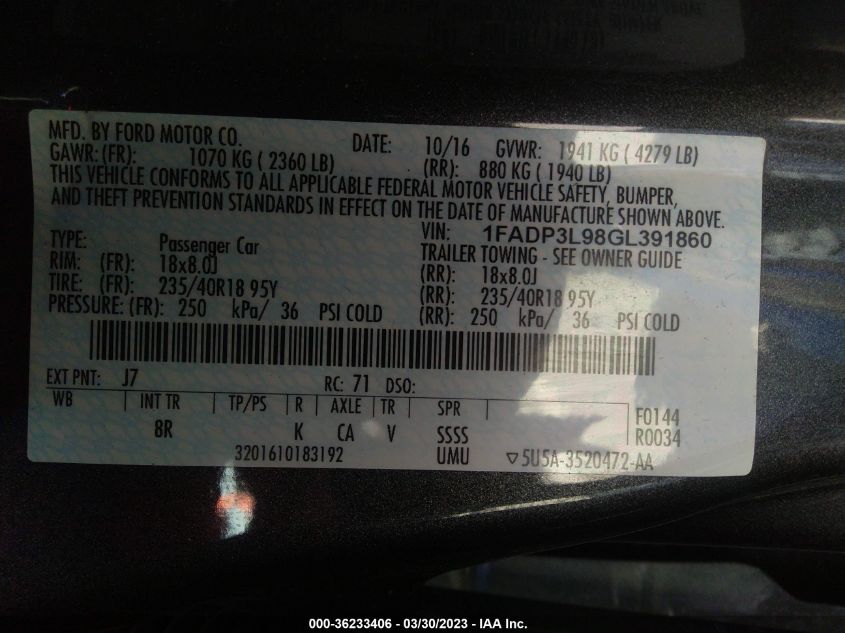 MFD. BY FORD MOTOR CO. DATE: 10/16 GVWR: 1941 KG ( 4279 LB)
GAWR: (FR): 1070 KG ( 2360 LB) (RR): 880 KG ( 1940 LB)
THIS VEHICLE CONFORMS TO ALL APPLICABLE FEDERAL MOTOR VEHICLE SAFETY, BUMPER,
AND THEFT PREVENTION STANDARDS IN EFFECT ON THE DATE OF MANUFACTURE SHOWN ABOVE.
VIN: 1FADP3L98GL391860
TYPE: Passenger Car TRAILER TOWING - SEE OWNER GUIDE
RIM: (FR): 18x8.0J (RR): 18x8.0J
TIRE: (FR): 235/40R18 95Y (RR): 235/40R18 95Y
PRESSURE: (FR): 250 kPa/ 36 PSI COLD (RR): 250 kPa/ 36 PSI COLD
EXT PNT: J7 RC: 71 DSO:
WB INT TR TP/PS R AXLE TR SPR F0144
8R K CA V SSSS R0034
3201610183192 UMU ▽5U5A-3520472-AA
000-36233406 - 03/30/2023 - IAA Inc.